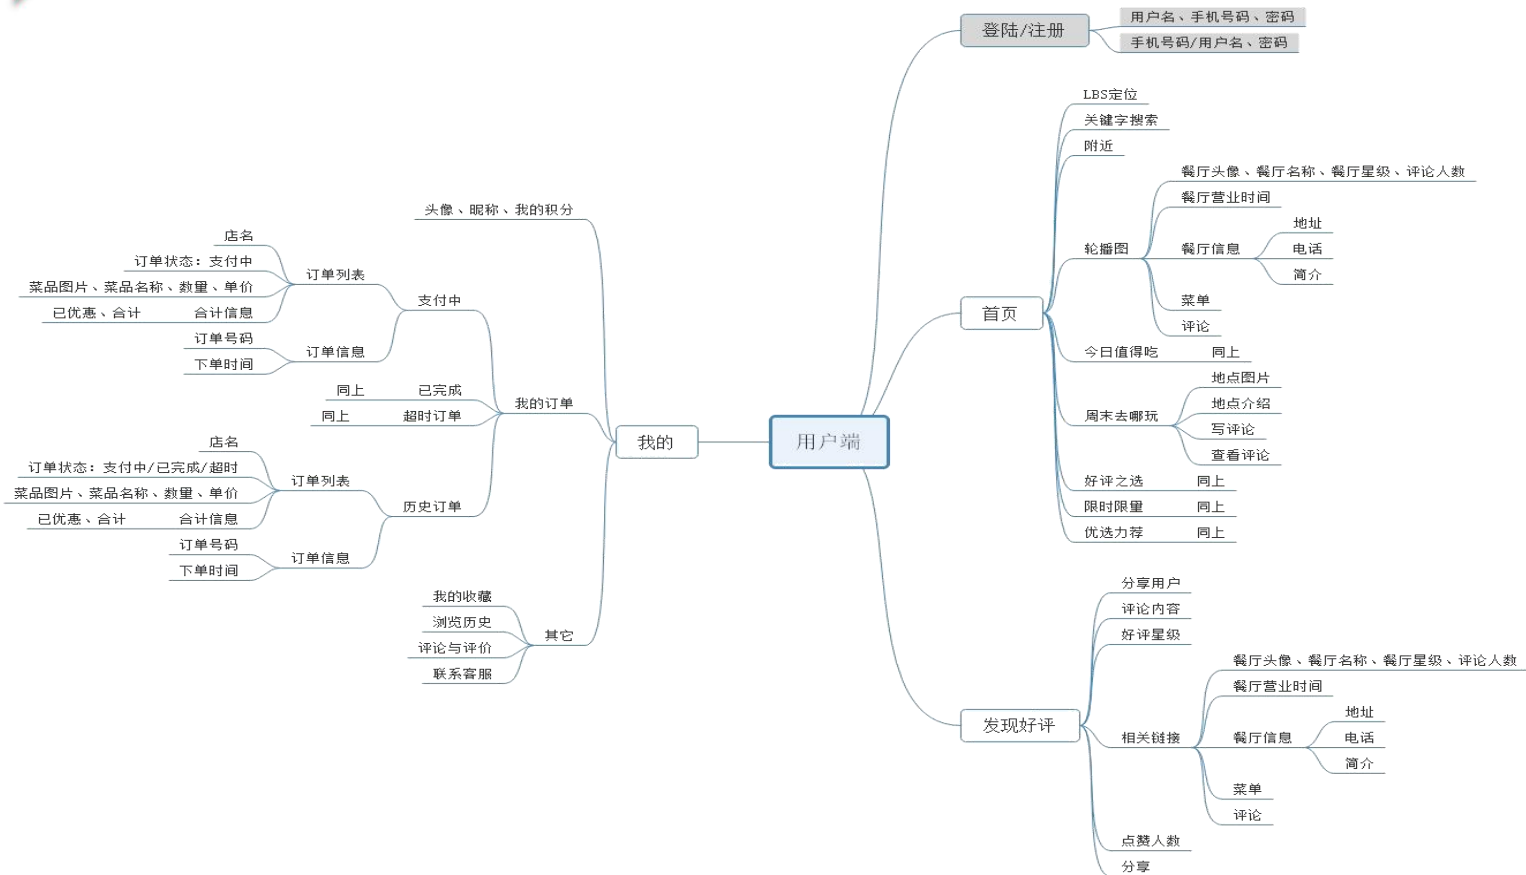 用户端
登陆/注册
用户名、手机号码、密码
手机号码/用户名、密码
首页
LBS定位
关键字搜索
附近
轮播图
餐厅头像、餐厅名称、餐厅星级、评论人数
餐厅营业时间
餐厅信息
地址
电话
简介
菜单
评论
今日值得吃
同上
周末去哪玩
地点图片
地点介绍
写评论
查看评论
好评之选
同上
限时限量
同上
优选力荐
同上
发现好评
分享用户
评论内容
好评星级
相关链接
餐厅头像、餐厅名称、餐厅星级、评论人数
餐厅营业时间
餐厅信息
地址
电话
简介
菜单
评论
点赞人数
分享
我的
头像、昵称、我的积分
我的订单
支付中
订单列表
店名
订单状态：支付中
菜品图片、菜品名称、数量、单价
合计信息
已优惠、合计
订单信息
订单号码
下单时间
已完成
同上
超时订单
同上
历史订单
订单列表
店名
订单状态：支付中/已完成/超时
菜品图片、菜品名称、数量、单价
合计信息
已优惠、合计
订单信息
订单号码
下单时间
其它
我的收藏
浏览历史
评论与评价
联系客服